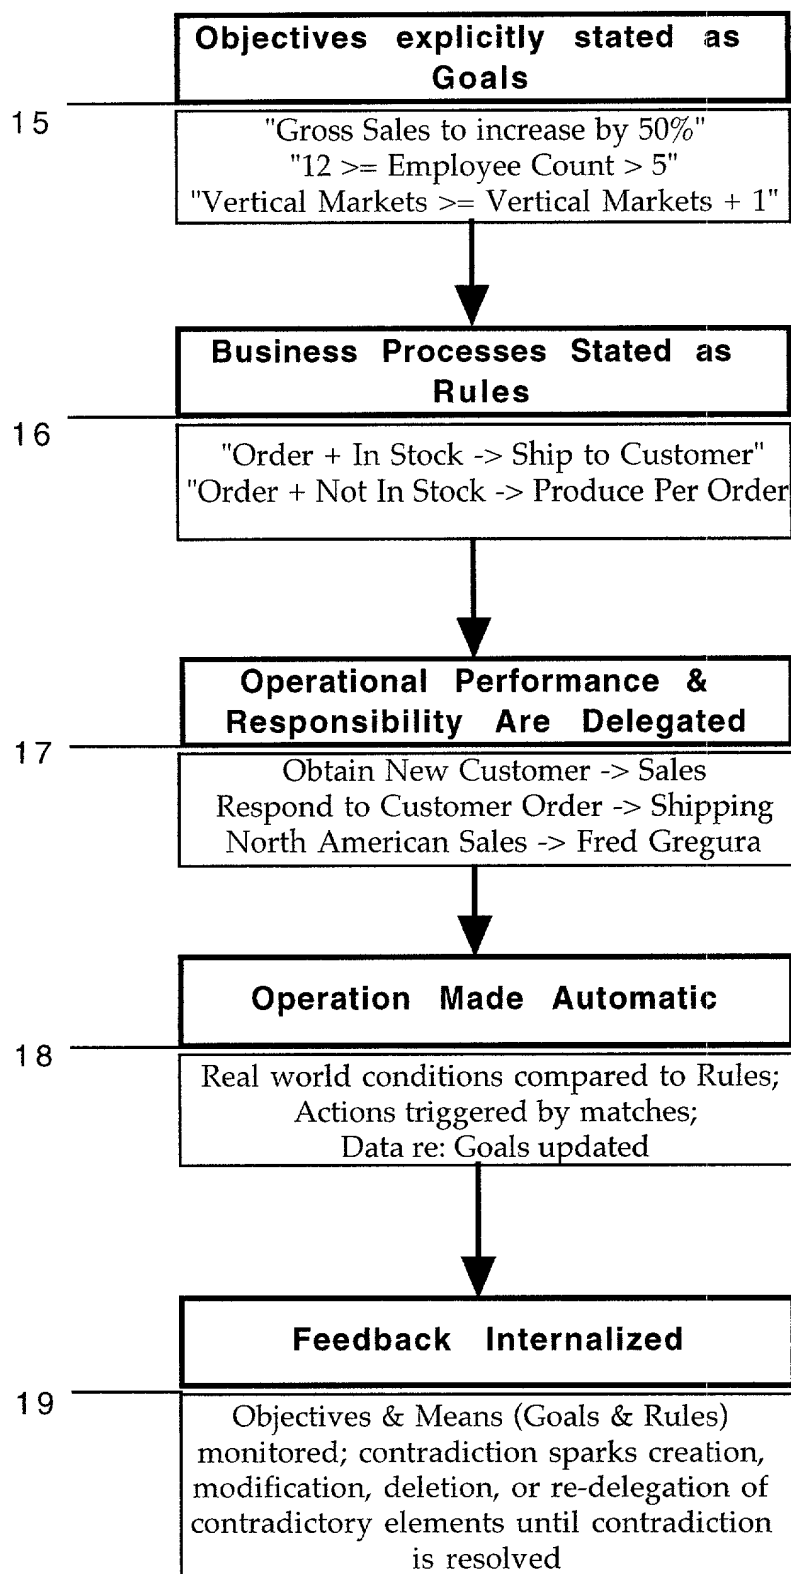 Objectives explicitly stated as
Goals
15
"Gross Sales to increase by 50%"
"12 >= Employee Count > 5"
"Vertical Markets >= Vertical Markets + 1"
Business Processes Stated as
Rules
16
"Order + In Stock -> Ship to Customer"
"Order + Not In Stock -> Produce Per Order
Operational Performance &
Responsibility Are Delegated
17
Obtain New Customer -> Sales
Respond to Customer Order -> Shipping
North American Sales -> Fred Gregura
Operation Made Automatic
18
Real world conditions compared to Rules;
Actions triggered by matches;
Data re: Goals updated
Feedback Internalized
19
Objectives & Means (Goals & Rules)
monitored; contradiction sparks creation,
modification, deletion, or re-delegation of
contradictory elements until contradiction
is resolved